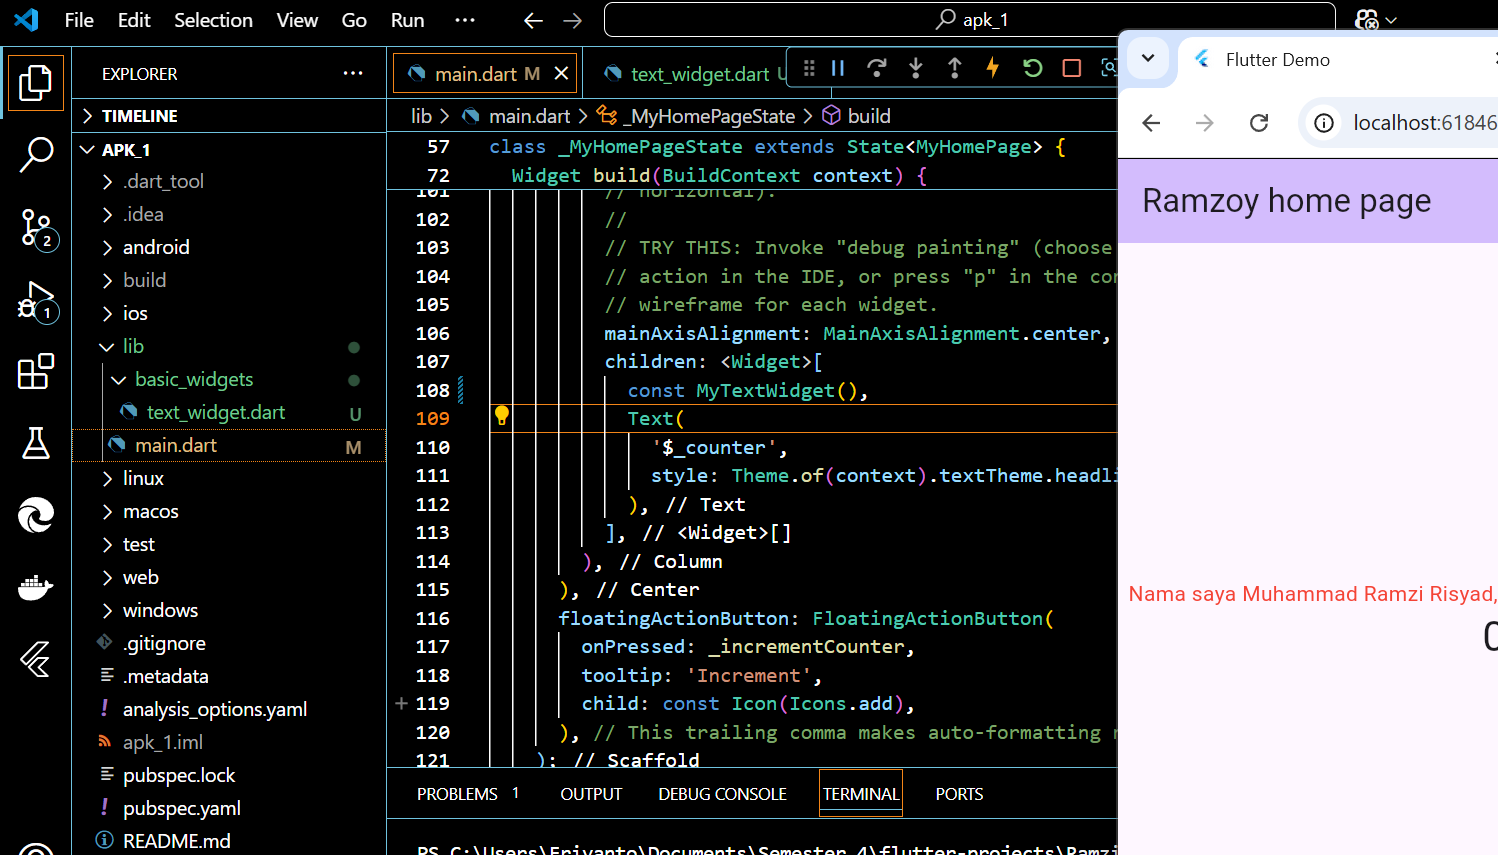 File Edit Selection View Go Run ··· apk_1
EXPLORER ···
TIMELINE
APK_1
.dart_tool
.idea
android
build
ios
lib
basic_widgets
text_widget.dart U
main.dart M
linux
macos
test
web
windows
.gitignore
.metadata
analysis_options.yaml
apk_1.iml
pubspec.lock
pubspec.yaml
README.md
2
1
main.dart M
text_widget.dart U
lib > main.dart > _MyHomePageState > build
57 class _MyHomePageState extends State<MyHomePage> {
72 Widget build(BuildContext context) {
101 // horizontal).
102 //
103 // TRY THIS: Invoke "debug painting" (choose
104 // action in the IDE, or press "p" in the con
105 // wireframe for each widget.
106 mainAxisAlignment: MainAxisAlignment.center,
107 children: <Widget>[
108 const MyTextWidget(),
109 Text(
110 '$_counter',
111 style: Theme.of(context).textTheme.headli
112 ), // Text
113 ], // <Widget>[]
114 ), // Column
115 ), // Center
116 floatingActionButton: FloatingActionButton(
117 onPressed: _incrementCounter,
118 tooltip: 'Increment',
119 child: const Icon(Icons.add),
120 ), // This trailing comma makes auto-formatting
121 ); // Scaffold
PROBLEMS 1 OUTPUT DEBUG CONSOLE TERMINAL PORTS
PS C:\Users\Eriyanto\Documents\Semester 4\flutter-projects\Ramzi
Flutter Demo
localhost:61846
Ramzoy home page
Nama saya Muhammad Ramzi Risyad,
0